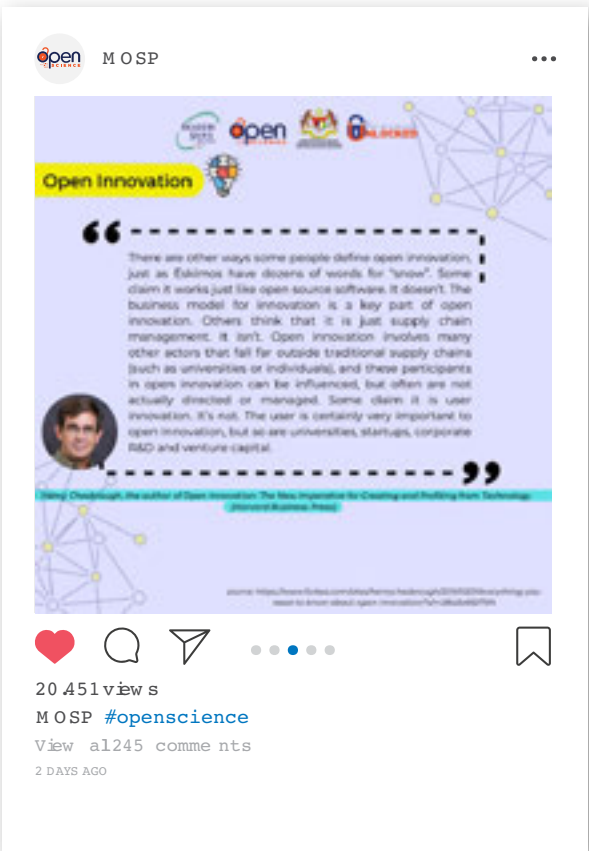 open
SCIENCE
MOSP
open
UNLOCKED
Open Innovation
“
There are other ways some people define open innovation,
just as Eskimos have dozens of words for "snow". Some
claim it works just like open source software. It doesn't. The
business model for innovation is a key part of open
innovation. Others think that it is just supply chain
management. It isn't. Open innovation involves many
other actors that fall far outside traditional supply chains
(such as universities or individuals), and these participants
in open innovation can be influenced, but often are not
actually directed or managed. Some claim it is user
innovation. It's not. The user is certainly very important to
open innovation, but so are universities, startups, corporate
R&D and venture capital.
”
Henry Chesbrough, the author of Open Innovation: The New Imperative for Creating and Profiting from Technology
(Harvard Business Press)
20.451 views
MOSP #openscience
View al245 comments
2 DAYS AGO